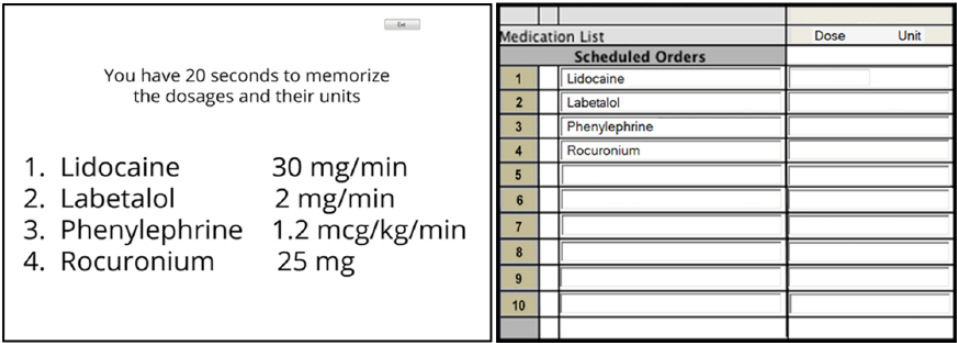 Exit
You have 20 seconds to memorize
the dosages and their units
1. Lidocaine 30 mg/min
2. Labetalol 2 mg/min
3. Phenylephrine 1.2 mcg/kg/min
4. Rocuronium 25 mg
Medication List Dose Unit
Scheduled Orders
1 Lidocaine
2 Labetalol
3 Phenylephrine
4 Rocuronium
5
6
7
8
9
10